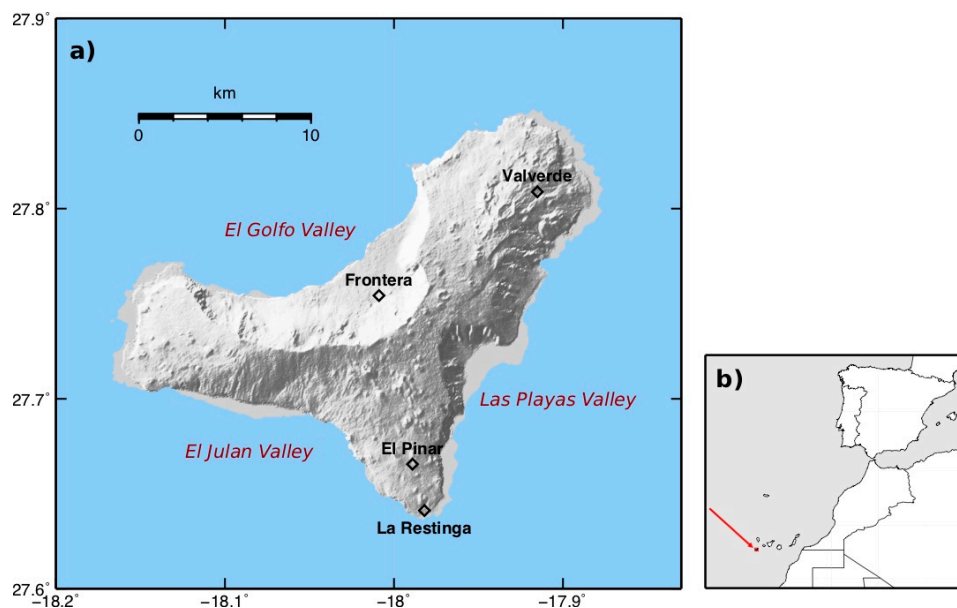 27.9°
27.8°
27.7°
27.6°
-18.2
-18.1
-18
-17.9
a)
km
0
10
Valverde
El Golfo Valley
Frontera
Las Playas Valley
El Julan Valley
El Pinar
La Restinga
b)